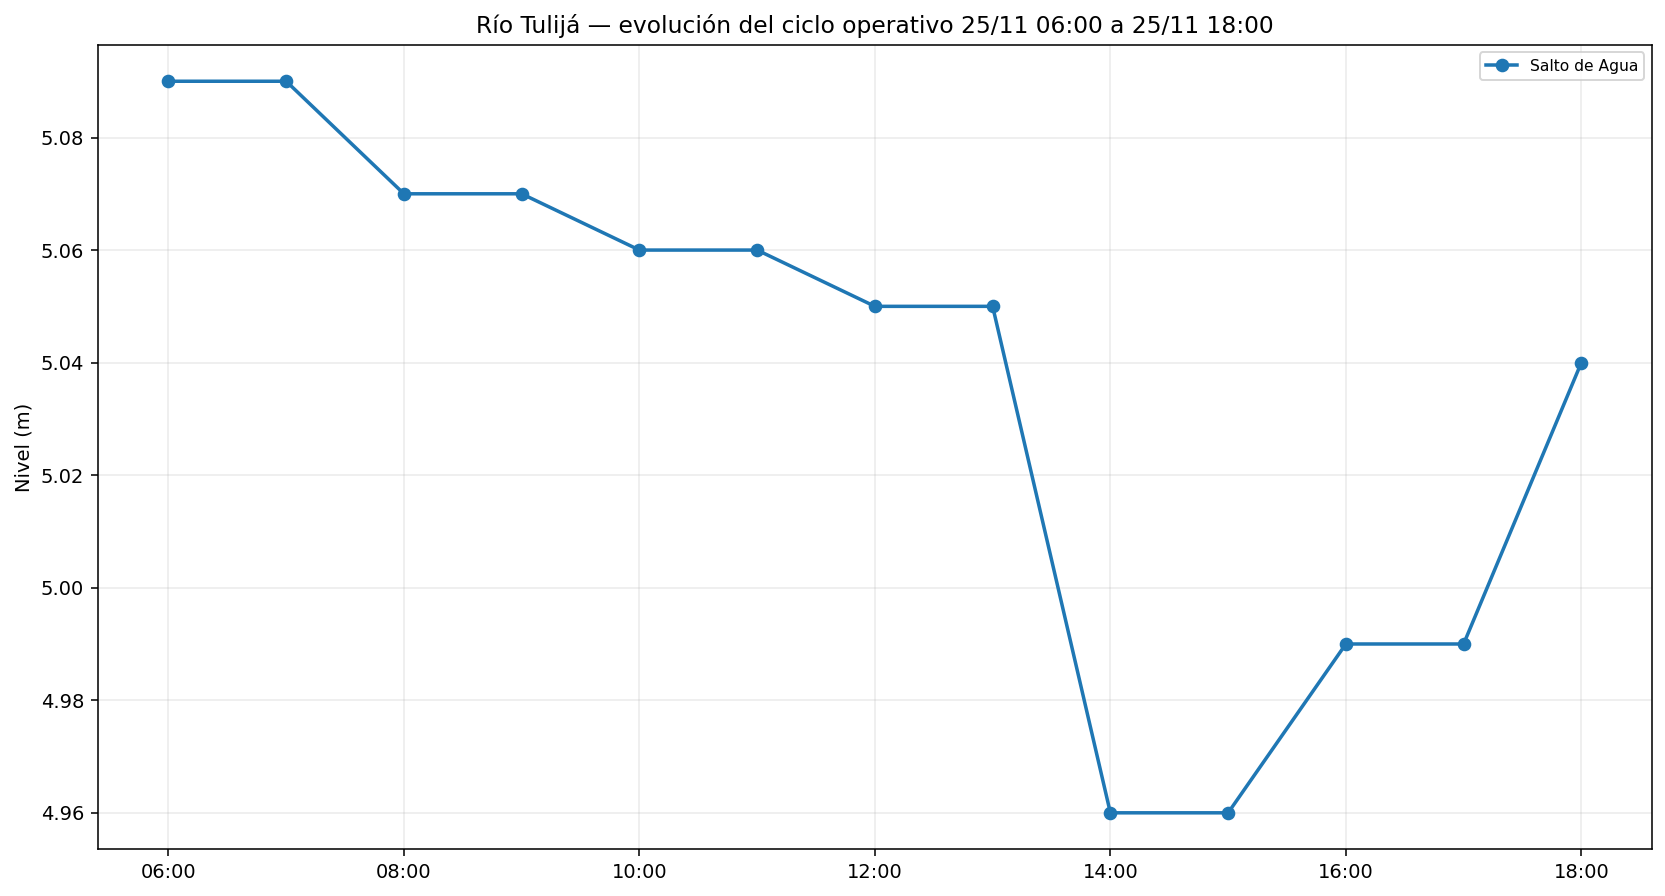 Río Tulijá — evolución del ciclo operativo 25/11 06:00 a 25/11 18:00
Salto de Agua
Nivel (m)
5.08
5.06
5.04
5.02
5.00
4.98
4.96
06:00 08:00 10:00 12:00 14:00 16:00 18:00